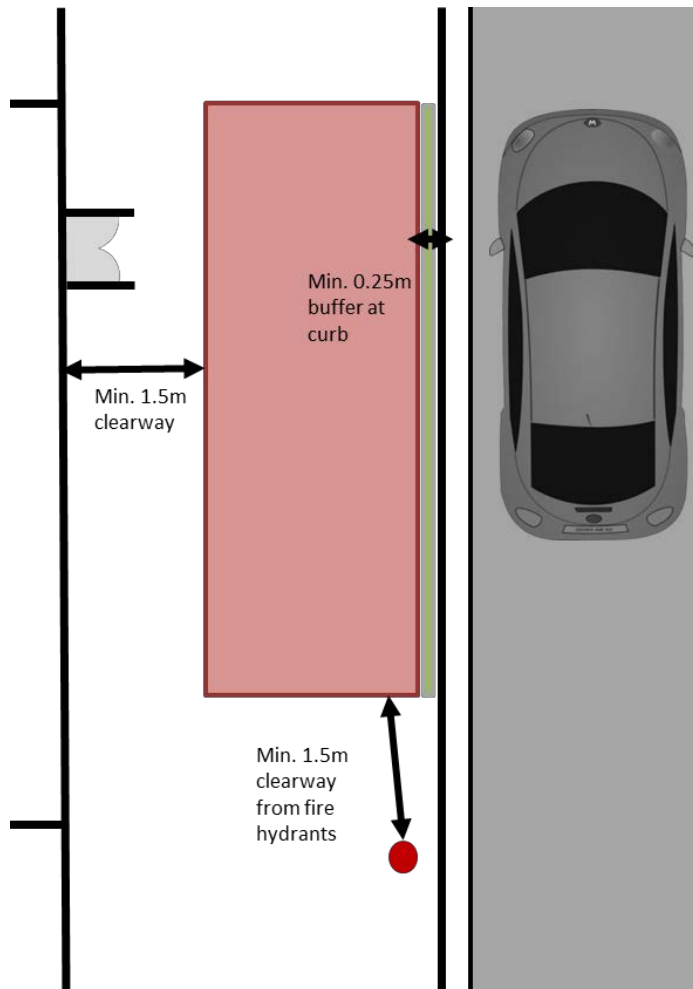 Min. 0.25m
buffer at
curb
Min. 1.5m
clearway
Min. 1.5m
clearway
from fire
hydrants